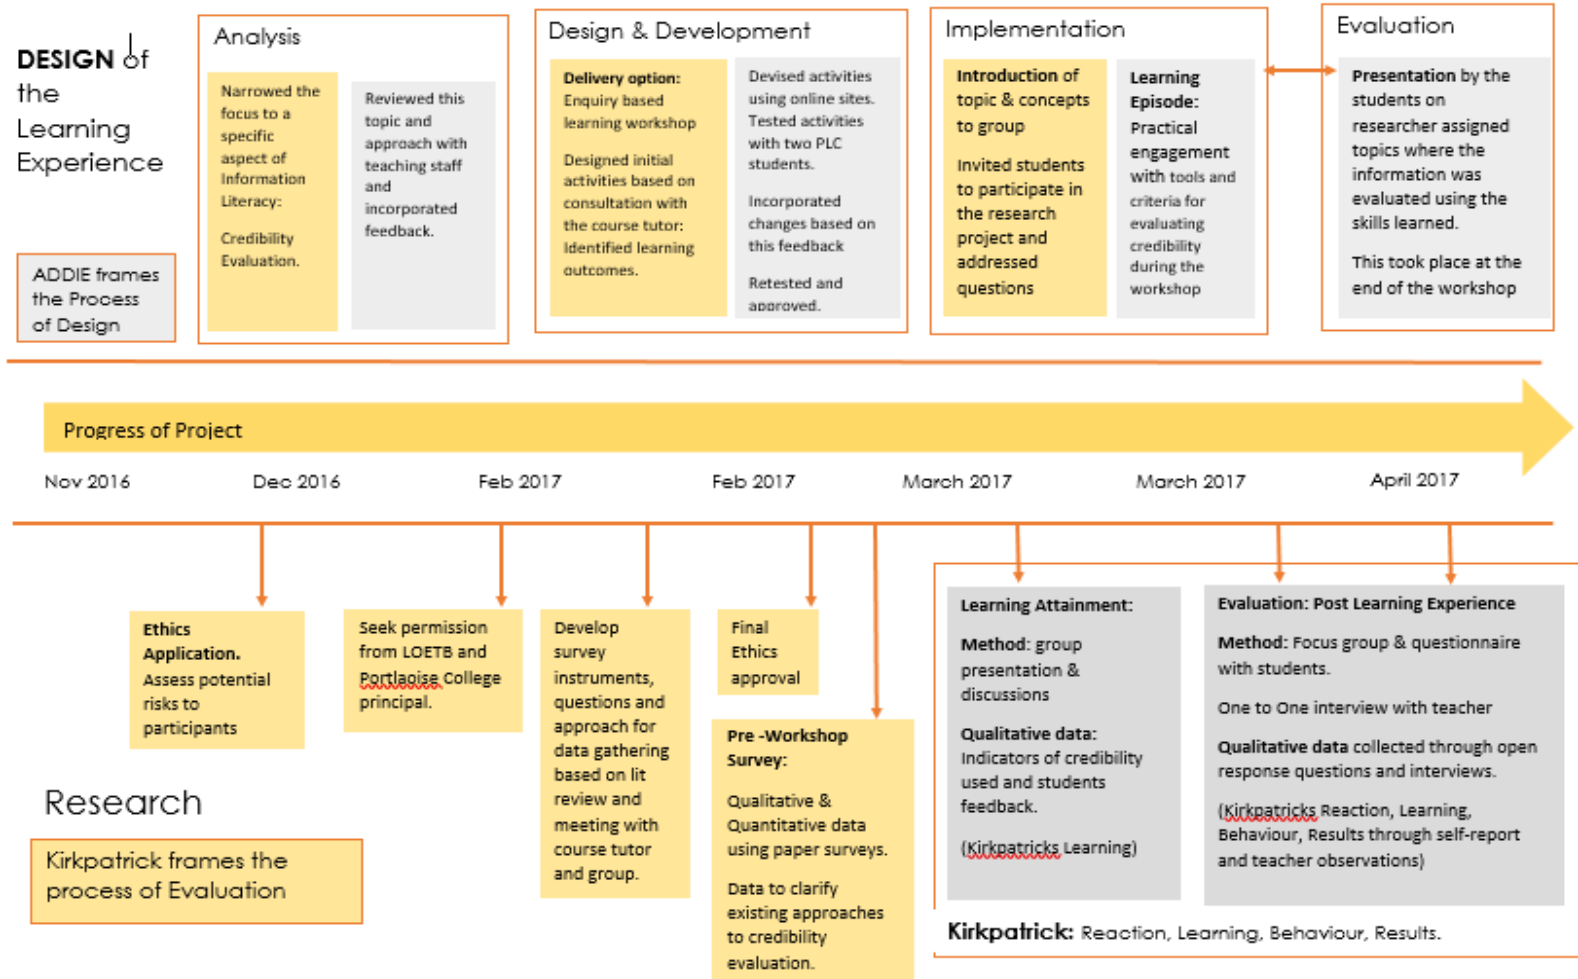 DESIGN of
the
Learning
Experience
ADDIE frames
the Process
of Design
Analysis
Narrowed the
focus to a
specific
aspect of
Information
Literacy:
Credibility
Evaluation.
Reviewed this
topic and
approach with
teaching staff
and
incorporated
feedback.
Design & Development
Delivery option:
Enquiry based
learning workshop
Designed initial
activities based on
consultation with
the course tutor:
Identified learning
outcomes.
Devised activities
using online sites.
Tested activities
with two PLC
students.
Incorporated
changes based on
this feedback
Retested and
approved.
Implementation
Introduction of
topic & concepts
to group
Invited students
to participate in
the research
project and
addressed
questions
Learning
Episode:
Practical
engagement
with tools and
criteria for
evaluating
credibility
during the
workshop
Evaluation
Presentation by the
students on
researcher assigned
topics where the
information was
evaluated using the
skills learned.
This took place at the
end of the workshop
Progress of Project
Nov 2016
Dec 2016
Feb 2017
Feb 2017
March 2017
March 2017
April 2017
Ethics
Application.
Assess potential
risks to
participants
Seek permission
from LOETB and
Portlaoise College
principal.
Develop
survey
instruments,
questions and
approach for
data gathering
based on lit
review and
meeting with
course tutor
and group.
Final
Ethics
approval
Pre -Workshop
Survey:
Qualitative &
Quantitative data
using paper surveys.
Data to clarify
existing approaches
to credibility
evaluation.
Learning Attainment:
Method: group
presentation &
discussions
Qualitative data:
Indicators of credibility
used and students
feedback.
(Kirkpatricks Learning)
Evaluation: Post Learning Experience
Method: Focus group & questionnaire
with students.
One to One interview with teacher
Qualitative data collected through open
response questions and interviews.
(Kirkpatricks Reaction, Learning,
Behaviour, Results through self-report
and teacher observations)
Kirkpatrick: Reaction, Learning, Behaviour, Results.
Research
Kirkpatrick frames the
process of Evaluation